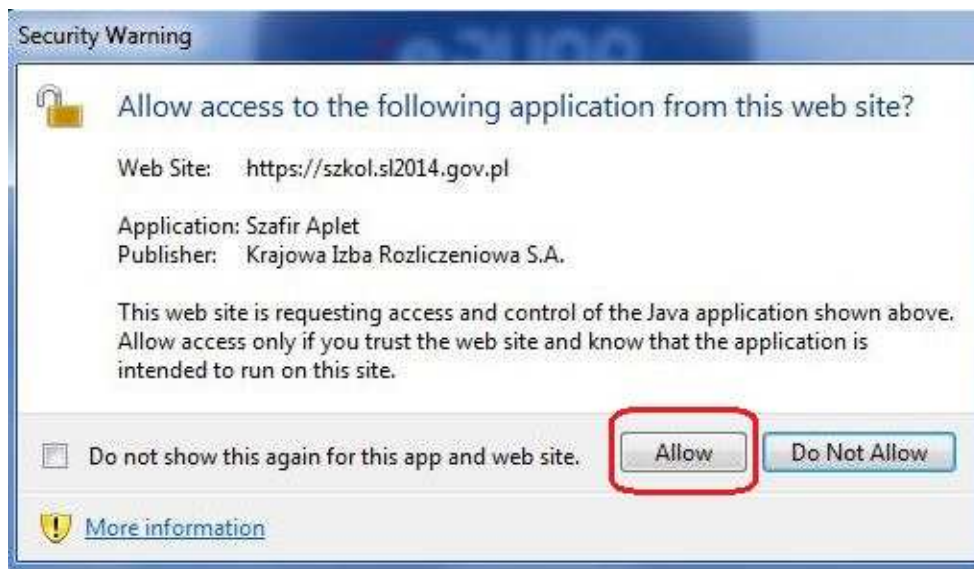 Security Warning
Allow access to the following application from this web site?
Web Site: https://szkol.sl2014.gov.pl
Application: Szafir Aplet
Publisher: Krajowa Izba Rozliczeniowa S.A.
This web site is requesting access and control of the Java application shown above.
Allow access only if you trust the web site and know that the application is
intended to run on this site.
Do not show this again for this app and web site.
Allow
Do Not Allow
More information